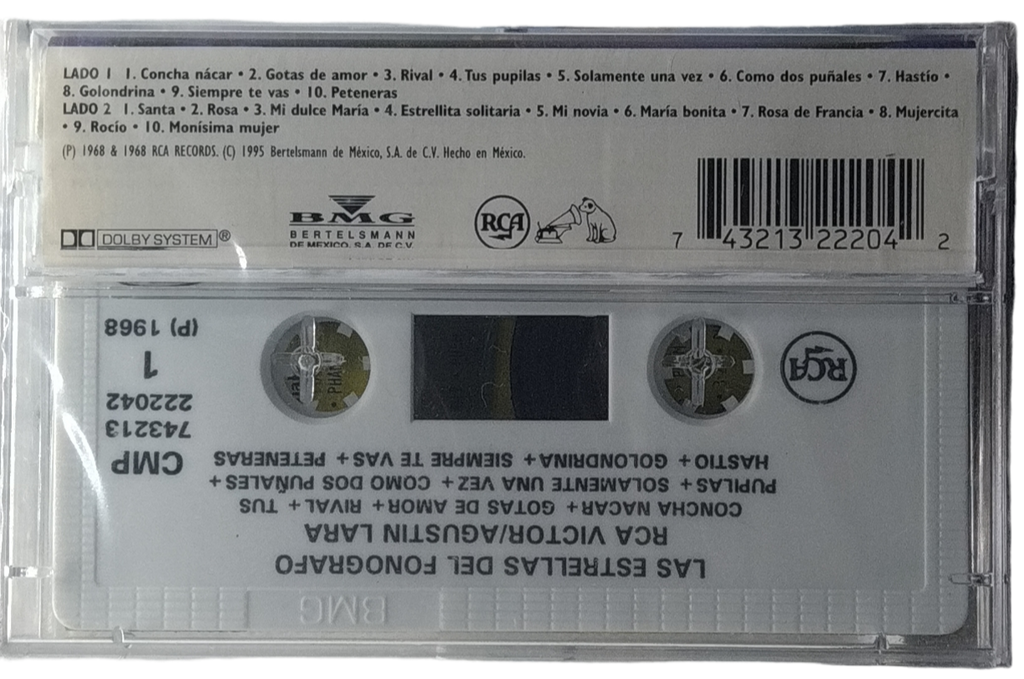 LADO 1 1. Concha nácar • 2. Gotas de amor • 3. Rival • 4. Tus pupilas • 5. Solamente una vez • 6. Como dos puñales • 7. Hastío •
8. Golondrina • 9. Siempre te vas • 10. Peteneras
LADO 2 1. Santa • 2. Rosa • 3. Mi dulce María • 4. Estrellita solitaria • 5. Mi novia • 6. María bonita • 7. Rosa de Francia • 8. Mujercita
• 9. Rocío • 10. Monísima mujer
(P) 1968 & 1968 RCA RECORDS. (C) 1995 Bertelsmann de México, S.A. de C.V. Hecho en México.
DOLBY SYSTEM®
BMG
BERTELSMANN
DE MEXICO, S.A. DE C.V.
RCA
7 43213 22204 2
BMG
LAS ESTRELLAS DEL FONOGRAFO
RCA VICTOR/AGUSTIN LARA
CONCHA NACAR + GOTAS DE AMOR + RIVAL + TUS
PUPILAS + SOLAMENTE UNA VEZ + COMO DOS PUÑALES +
HASTIO + GOLONDRINA + SIEMPRE TE VAS + PETENERAS
CMP
743213
222042
1
(P) 1968
RCA